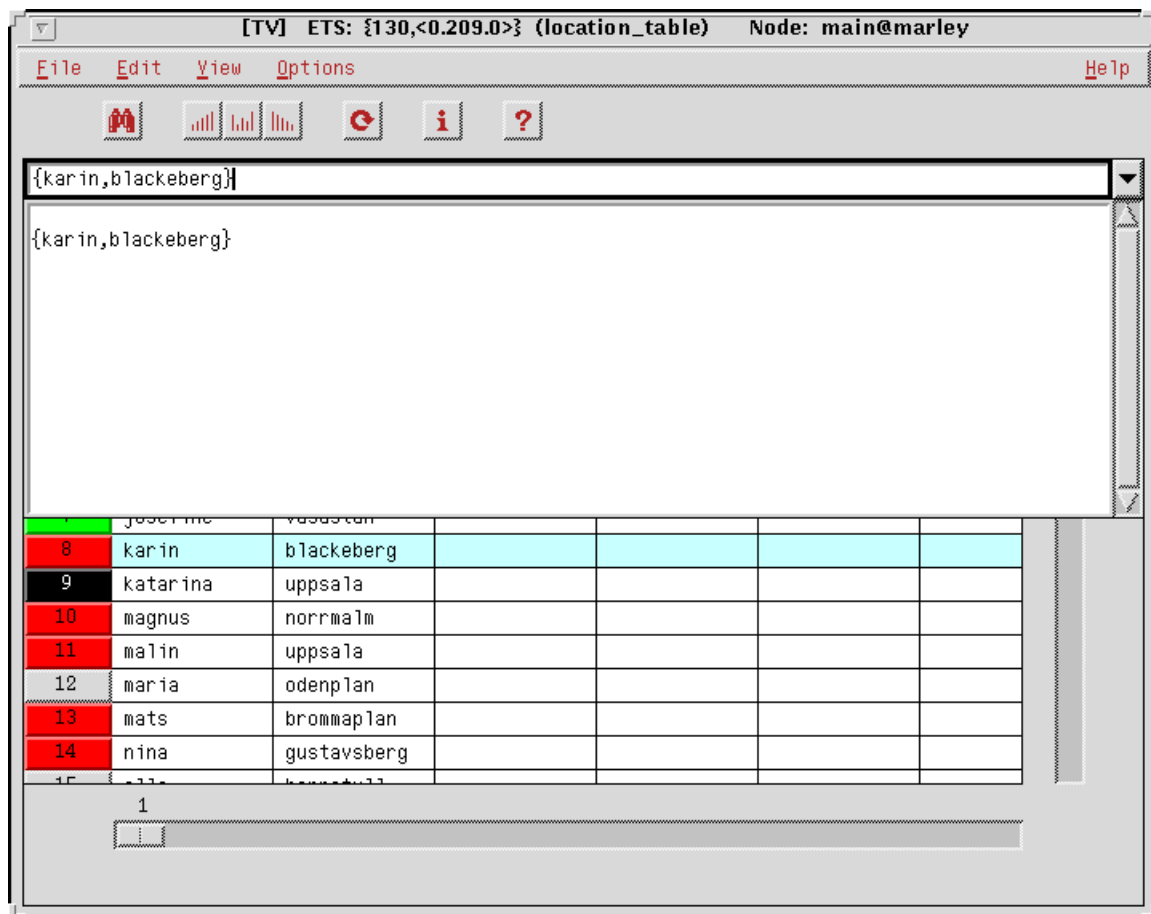 [TV] ETS: {130,<0.209.0>} (location_table) Node: main@marley
File Edit View Options Help
{karin,blackeberg}
{karin,blackeberg}
8 karin blackeberg
9 katarina uppsala
10 magnus norrmalm
11 malin uppsala
12 maria odenplan
13 mats brommaplan
14 nina gustavsberg
1